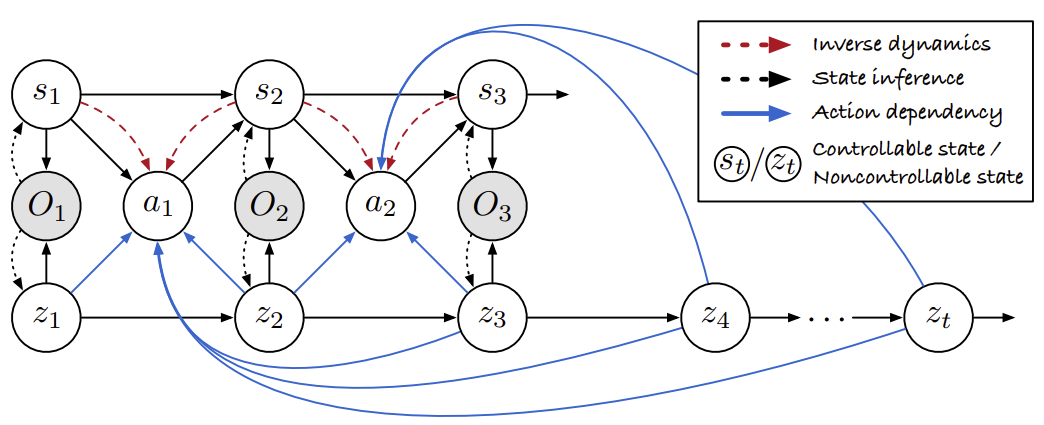 s₁ s₂ s₃
O₁ a₁ O₂ a₂ O₃
z₁ z₂ z₃ z₄ ··· zₜ
Inverse dynamics
State inference
Action dependency
sₜ/zₜ Controllable state /
Noncontrollable state